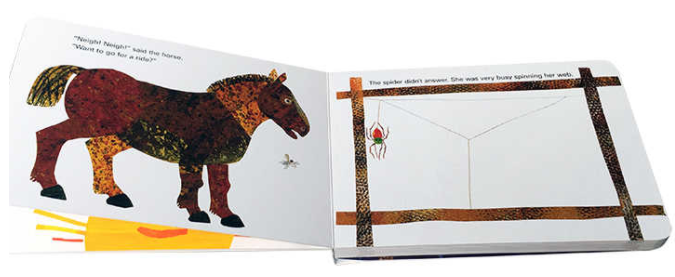 "Neigh! Neigh!" said the horse.
"Want to go for a ride?"
The spider didn't answer. She was very busy spinning her web.